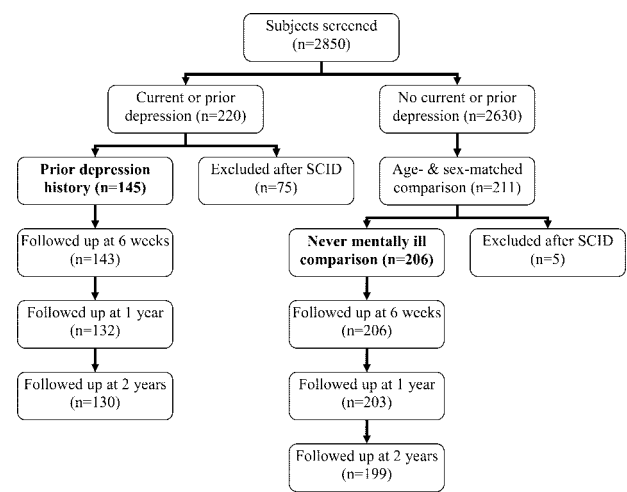 Subjects screened
(n=2850)
Current or prior
depression (n=220)
No current or prior
depression (n=2630)
Prior depression
history (n=145)
Excluded after SCID
(n=75)
Age- & sex-matched
comparison (n=211)
Followed up at 6 weeks
(n=143)
Never mentally ill
comparison (n=206)
Excluded after SCID
(n=5)
Followed up at 1 year
(n=132)
Followed up at 6 weeks
(n=206)
Followed up at 2 years
(n=130)
Followed up at 1 year
(n=203)
Followed up at 2 years
(n=199)